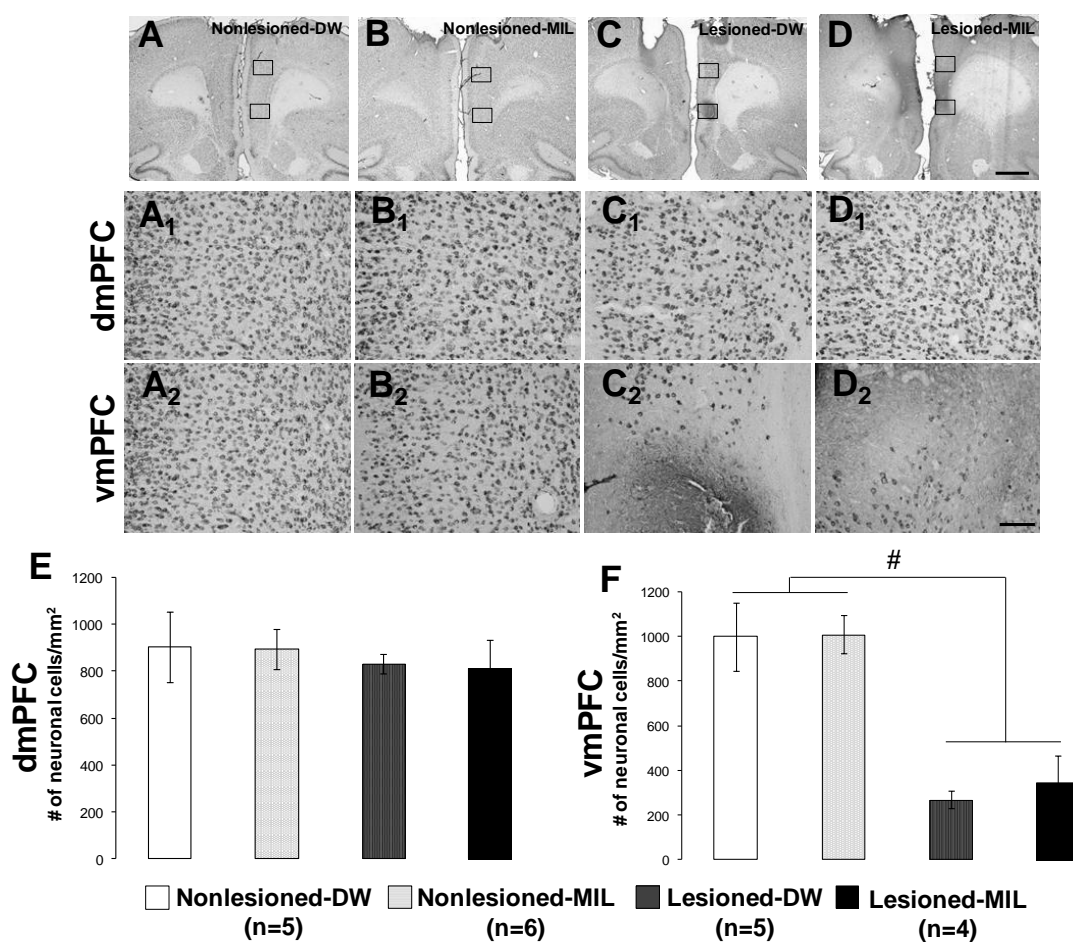 A Nonlesioned-DW
B Nonlesioned-MIL
C Lesioned-DW
D Lesioned-MIL
dmPFC
A1
B1
C1
D1
vmPFC
A2
B2
C2
D2
E
dmPFC
# of neuronal cells/mm²
1200
1000
800
600
400
200
0
F
#
vmPFC
# of neuronal cells/mm²
1200
1000
800
600
400
200
0
Nonlesioned-DW
(n=5)
Nonlesioned-MIL
(n=6)
Lesioned-DW
(n=5)
Lesioned-MIL
(n=4)